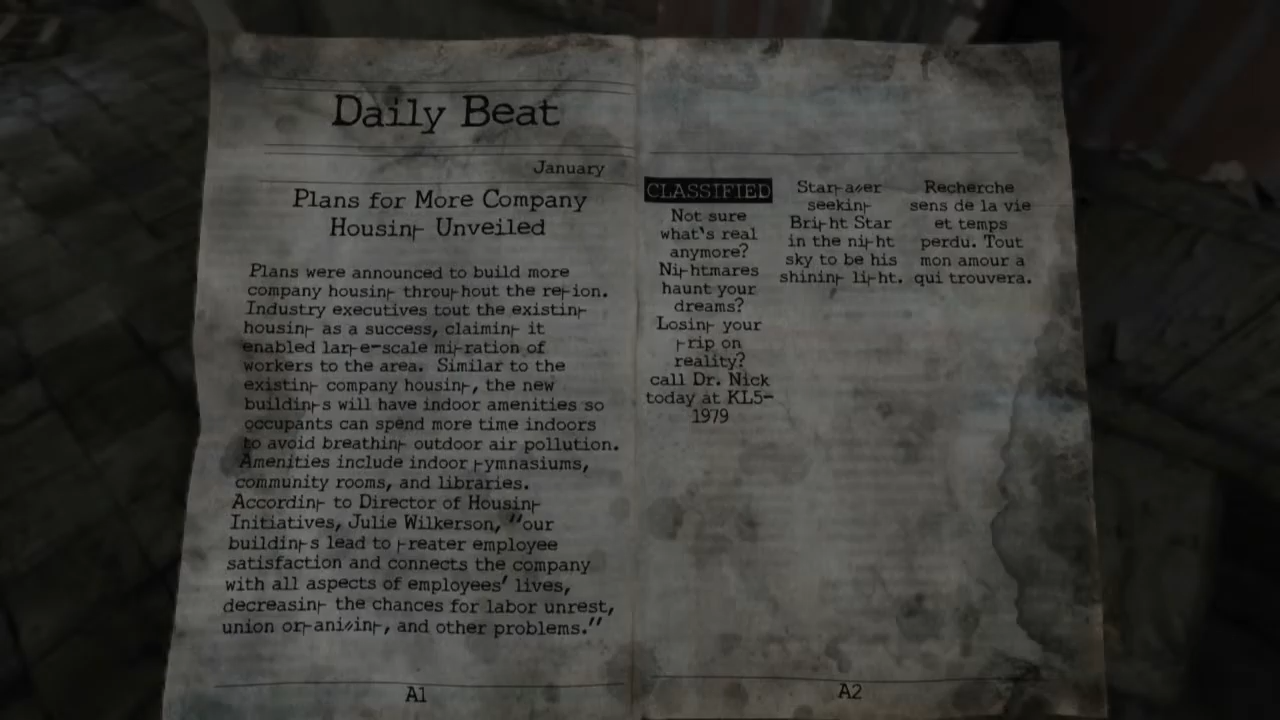 Daily Beat
January
Plans for More Company
Housing Unveiled
Plans were announced to build more
company housing throughout the region.
Industry executives tout the existing
housing as a success, claiming it
enabled large-scale migration of
workers to the area. Similar to the
existing company housing, the new
buildings will have indoor amenities so
occupants can spend more time indoors
to avoid breathing outdoor air pollution.
Amenities include indoor gymnasiums,
community rooms, and libraries.
According to Director of Housing
Initiatives, Julie Wilkerson, "our
buildings lead to greater employee
satisfaction and connects the company
with all aspects of employees' lives,
decreasing the chances for labor unrest,
union organizing, and other problems."
A1
CLASSIFIED
Not sure
what's real
anymore?
Nightmares
haunt your
dreams?
Losing your
grip on
reality?
call Dr. Nick
today at KL5-
1979
Stargazer
seeking
Bright Star
in the night
sky to be his
shining light.
Recherche
sens de la vie
et temps
perdu. Tout
mon amour a
qui trouvera.
A2